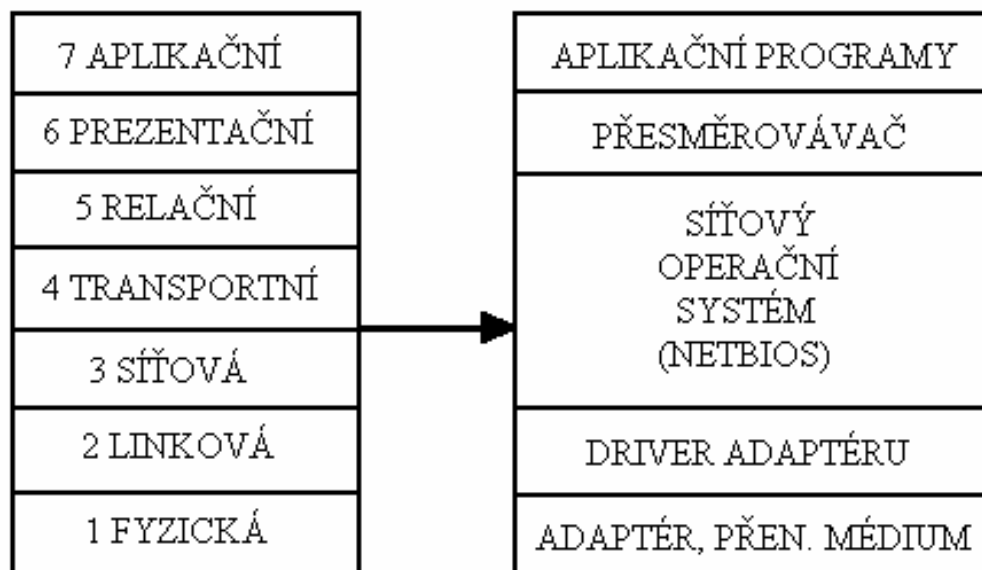 7 APLIKAČNÍ
6 PREZENTAČNÍ
5 RELAČNÍ
4 TRANSPORTNÍ
3 SÍŤOVÁ
2 LINKOVÁ
1 FYZICKÁ
APLIKAČNÍ PROGRAMY
PŘESMĚROVÁVAČ
SÍŤOVÝ
OPERAČNÍ
SYSTÉM
(NETBIOS)
DRIVER ADAPTÉRU
ADAPTÉR, PŘEN. MÉDIUM